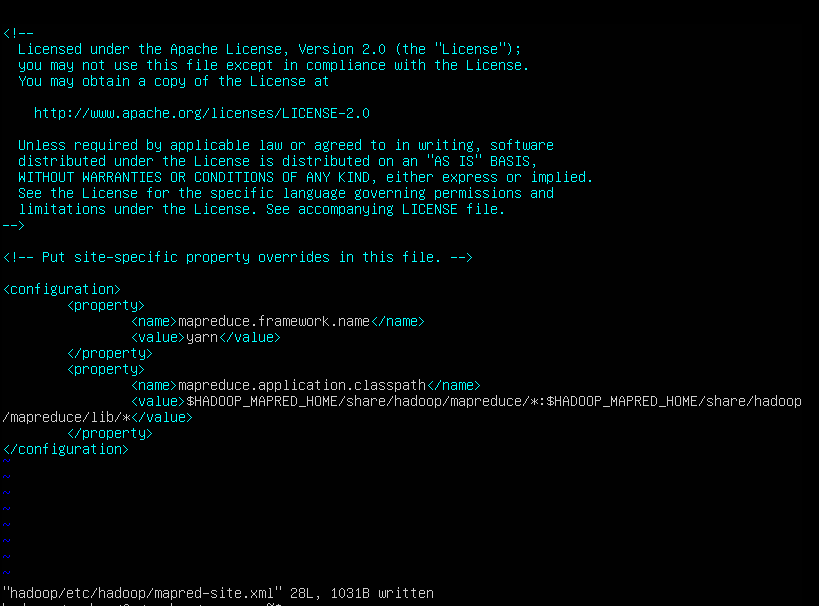 <!--
  Licensed under the Apache License, Version 2.0 (the "License");
  you may not use this file except in compliance with the License.
  You may obtain a copy of the License at

    http://www.apache.org/licenses/LICENSE-2.0

  Unless required by applicable law or agreed to in writing, software
  distributed under the License is distributed on an "AS IS" BASIS,
  WITHOUT WARRANTIES OR CONDITIONS OF ANY KIND, either express or implied.
  See the License for the specific language governing permissions and
  limitations under the License. See accompanying LICENSE file.
-->

<!-- Put site-specific property overrides in this file. -->

<configuration>
        <property>
                <name>mapreduce.framework.name</name>
                <value>yarn</value>
        </property>
        <property>
                <name>mapreduce.application.classpath</name>
                <value>$HADOOP_MAPRED_HOME/share/hadoop/mapreduce/*:$HADOOP_MAPRED_HOME/share/hadoop
/mapreduce/lib/*</value>
        </property>
</configuration>
~
~
~
~
~
~
~
~
"hadoop/etc/hadoop/mapred-site.xml" 28L, 1031B written